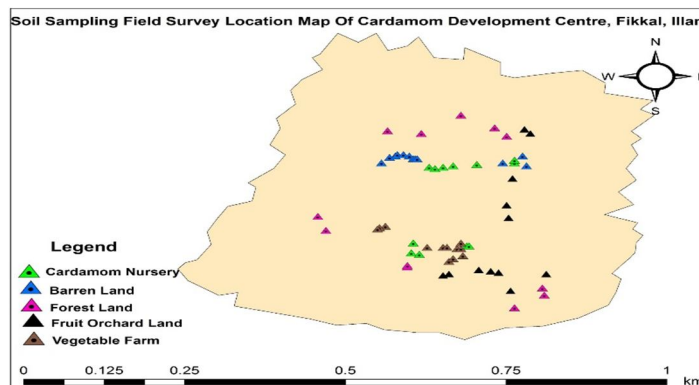 Soil Sampling Field Survey Location Map Of Cardamom Development Centre, Fikkal, Illam
N
W
S
Legend
Cardamom Nursery
Barren Land
Forest Land
Fruit Orchard Land
Vegetable Farm
0 0.125 0.25 0.5 0.75 1
km